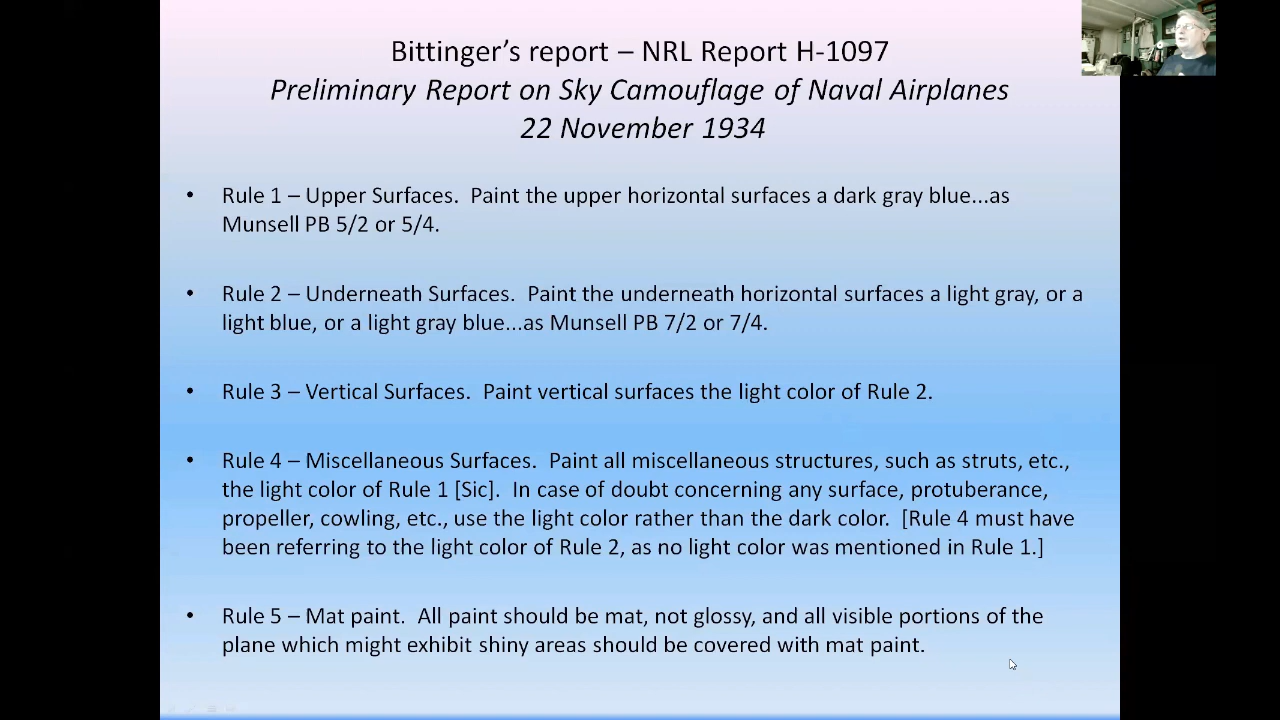 Bittinger’s report – NRL Report H-1097
Preliminary Report on Sky Camouflage of Naval Airplanes
22 November 1934
• Rule 1 – Upper Surfaces.  Paint the upper horizontal surfaces a dark gray blue...as
Munsell PB 5/2 or 5/4.
• Rule 2 – Underneath Surfaces.  Paint the underneath horizontal surfaces a light gray, or a
light blue, or a light gray blue...as Munsell PB 7/2 or 7/4.
• Rule 3 – Vertical Surfaces.  Paint vertical surfaces the light color of Rule 2.
• Rule 4 – Miscellaneous Surfaces.  Paint all miscellaneous structures, such as struts, etc.,
the light color of Rule 1 [Sic].  In case of doubt concerning any surface, protuberance,
propeller, cowling, etc., use the light color rather than the dark color.  [Rule 4 must have
been referring to the light color of Rule 2, as no light color was mentioned in Rule 1.]
• Rule 5 – Mat paint.  All paint should be mat, not glossy, and all visible portions of the
plane which might exhibit shiny areas should be covered with mat paint.